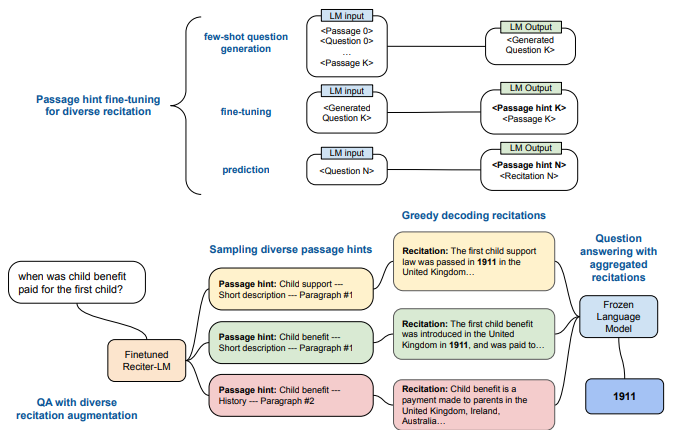 few-shot question
generation
LM input
<Passage 0>
<Question 0>
...
<Passage K>
LM Output
<Generated
Question K>
Passage hint fine-tuning
for diverse recitation
fine-tuning
LM input
<Generated
Question K>
LM Output
<Passage hint K>
<Passage K>
prediction
LM input
<Question N>
LM Output
<Passage hint N>
<Recitation N>
Greedy decoding recitations
Sampling diverse passage hints
Question
answering with
aggregated
recitations
when was child benefit
paid for the first child?
Finetuned
Reciter-LM
QA with diverse
recitation augmentation
Passage hint: Child support ---
Short description --- Paragraph #1
Passage hint: Child benefit ---
Short description --- Paragraph #1
Passage hint: Child benefit ---
History --- Paragraph #2
Recitation: The first child support
law was passed in 1911 in the
United Kingdom...
Recitation: The first child benefit
was introduced in the United
Kingdom in 1911, and was paid to...
Recitation: Child benefit is a
payment made to parents in the
United Kingdom, Ireland,
Australia...
Frozen
Language
Model
1911